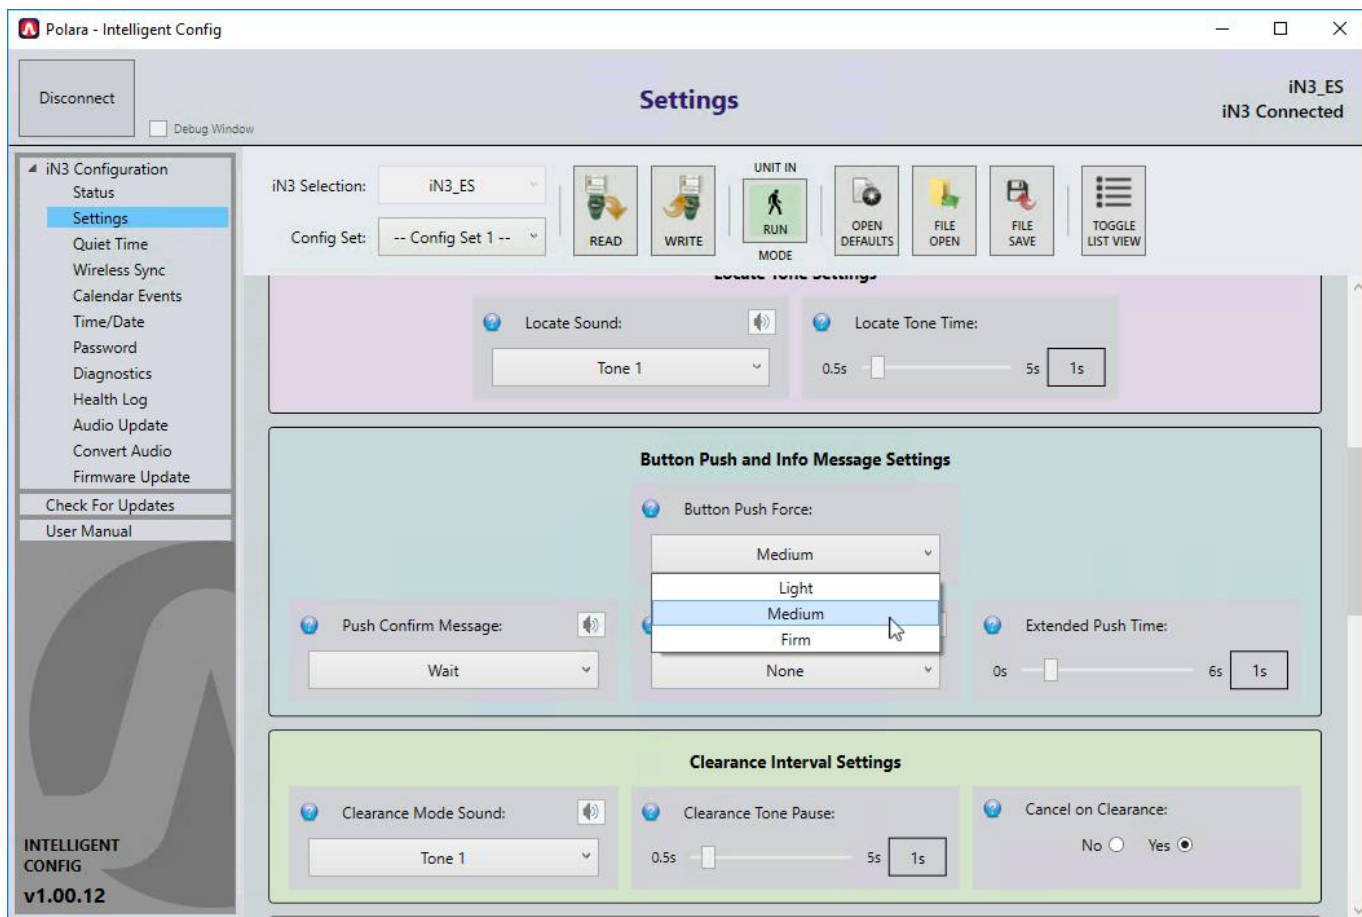 Polara - Intelligent Config
Disconnect
Debug Window
Settings
iN3_ES
iN3 Connected
iN3 Configuration
Status
Settings
Quiet Time
Wireless Sync
Calendar Events
Time/Date
Password
Diagnostics
Health Log
Audio Update
Convert Audio
Firmware Update
Check For Updates
User Manual
INTELLIGENT
CONFIG
v1.00.12
iN3 Selection: iN3_ES
Config Set: -- Config Set 1 --
READ
WRITE
UNIT IN
RUN
MODE
OPEN
DEFAULTS
FILE
OPEN
FILE
SAVE
TOGGLE
LIST VIEW
Locate Tone Settings
Locate Sound:
Tone 1
Locate Tone Time:
0.5s 5s 1s
Button Push and Info Message Settings
Button Push Force:
Medium
Light
Medium
Firm
Push Confirm Message:
Wait
None
Extended Push Time:
0s 6s 1s
Clearance Interval Settings
Clearance Mode Sound:
Tone 1
Clearance Tone Pause:
0.5s 5s 1s
Cancel on Clearance:
No Yes